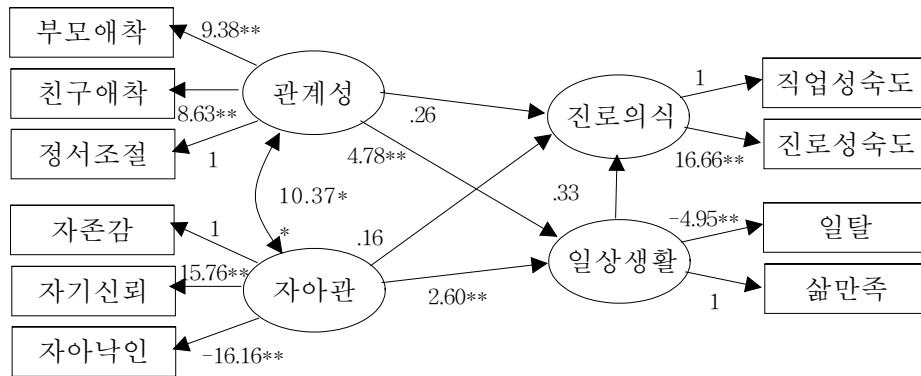 부모애착
9.38**
친구애착
8.63**
정서조절
1
관계성
.26
4.78**
진로의식
1
직업성숙도
16.66**
진로성숙도
10.37*
*
.33
자존감
1
자기신뢰
15.76**
자아낙인
-16.16**
자아관
.16
2.60**
일상생활
-4.95**
일탈
1
삶만족